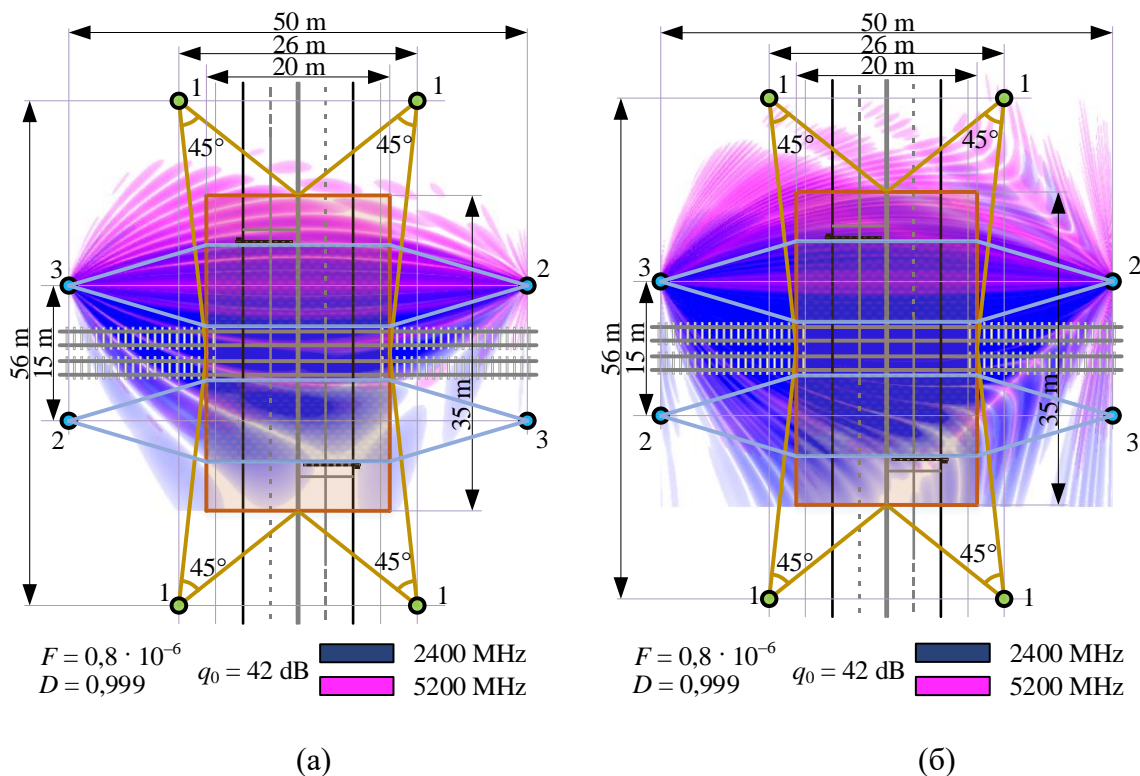 50 m
26 m
20 m
1
1
45°
45°
3
2
56 m
15 m
35 m
2
3
45°
45°
1
1
F = 0,8 · 10⁻⁶
D = 0,999
q₀ = 42 dB
2400 MHz
5200 MHz
(а)
50 m
26 m
20 m
1
1
45°
45°
3
2
56 m
15 m
35 m
2
3
45°
45°
1
1
F = 0,8 · 10⁻⁶
D = 0,999
q₀ = 42 dB
2400 MHz
5200 MHz
(б)